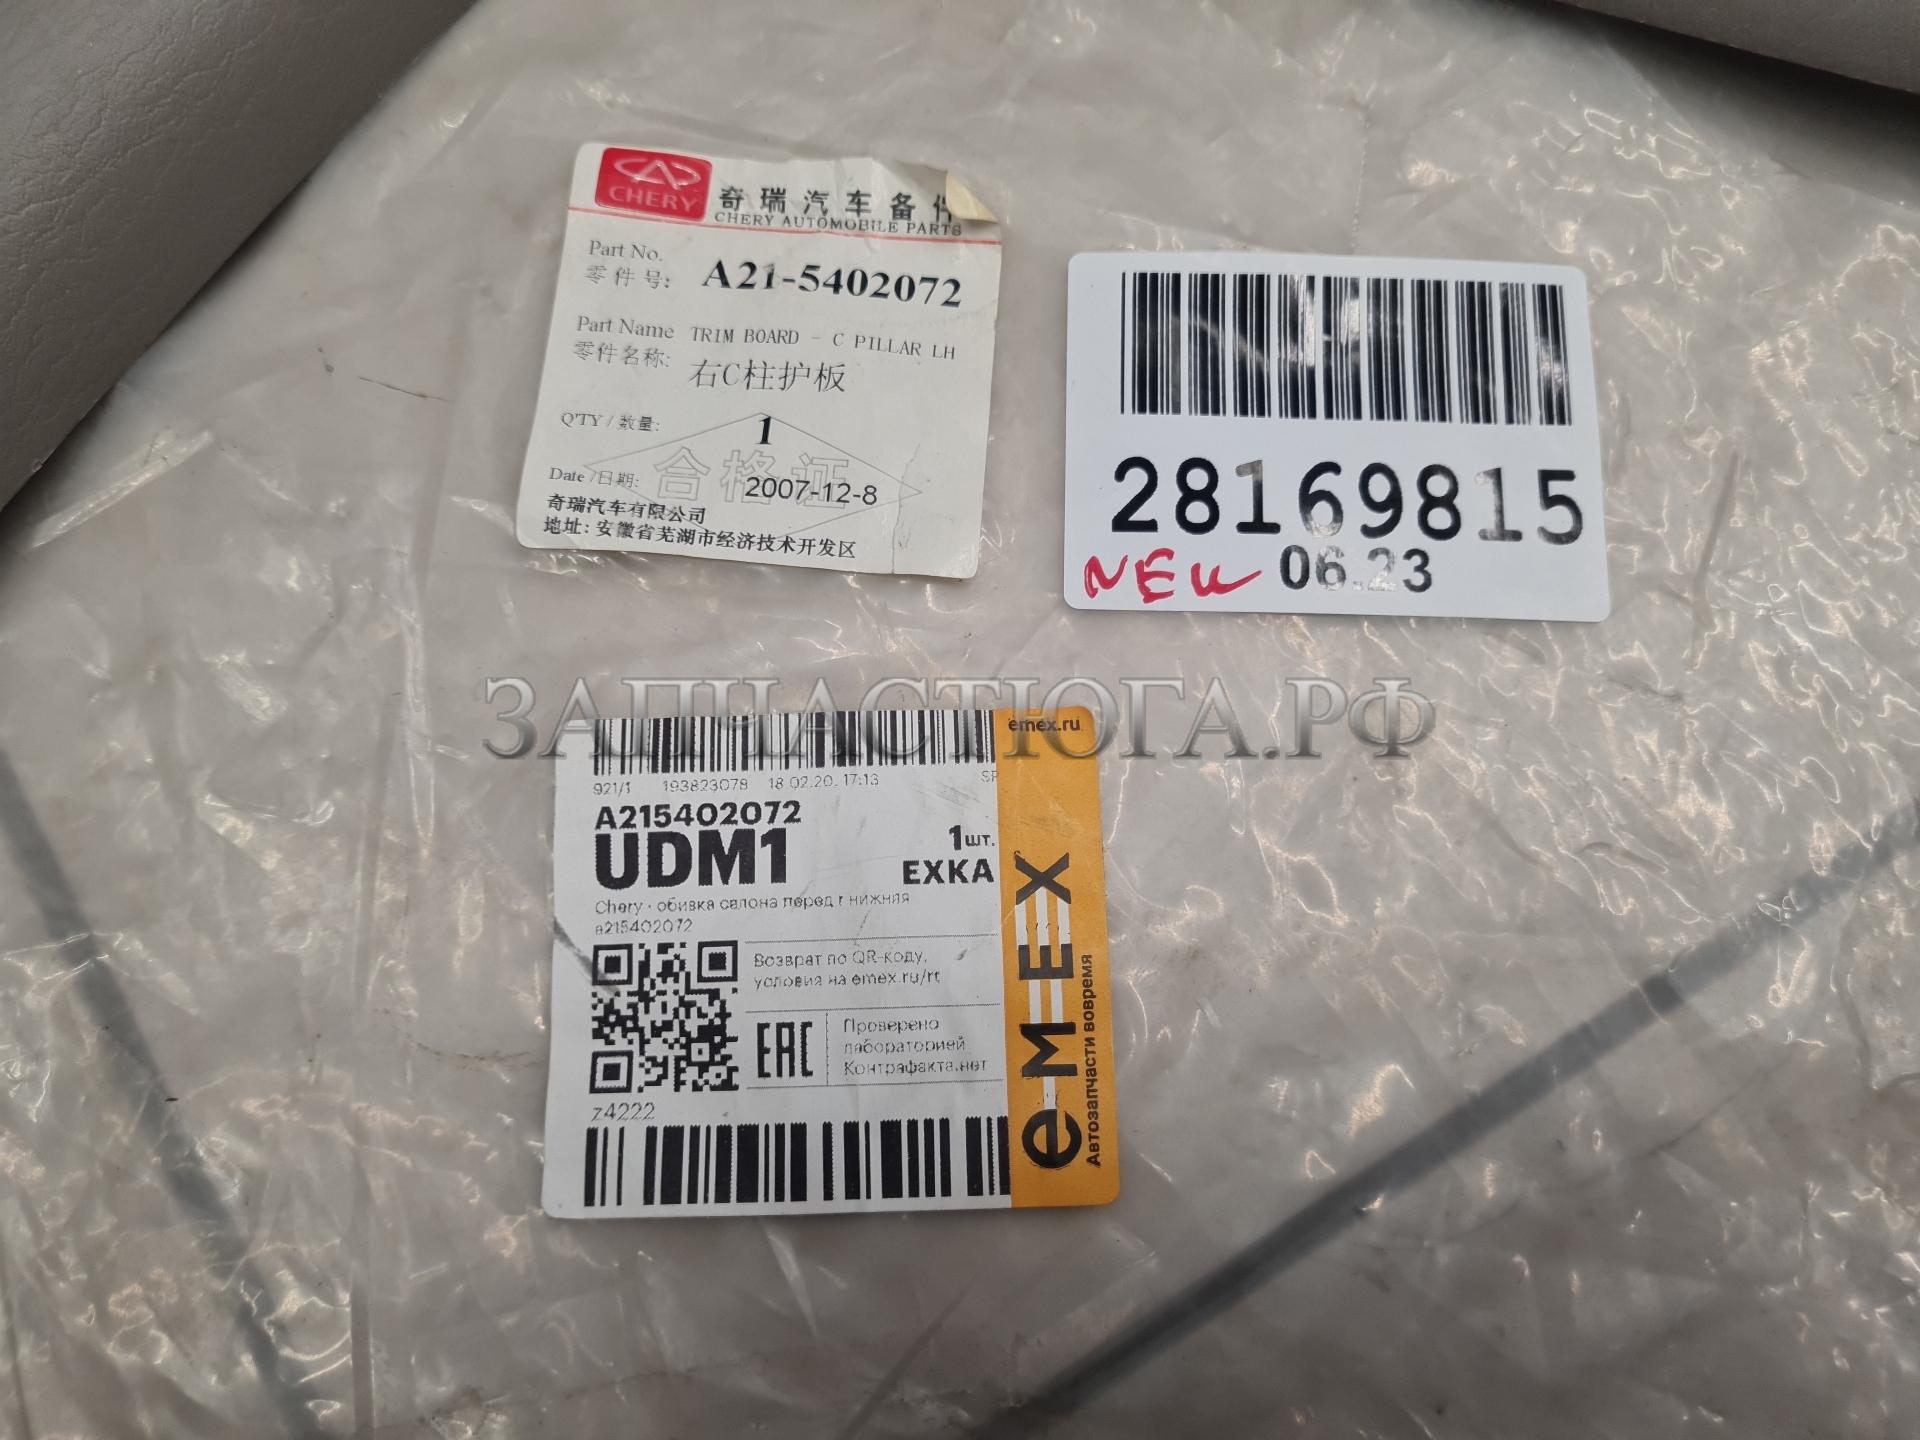 CHERY
奇瑞汽车备件
CHERY AUTOMOBILE PARTS
Part No.
零件号: A21-5402072
Part Name TRIM BOARD - C PILLAR LH
零件名称: 右C柱护板
Q'TY / 数量: 1
合格证
Date /日期: 2007-12-8
奇瑞汽车有限公司
地址: 安徽省芜湖市经济技术开发区
28169815
NEW 06.23
ЗАПЧАСТЮГА.РФ
emex.ru
921/1 193823078 18.02.20. 17:13 SP
A215402072
UDM1 1шт.
EXKA
Chery · обивка салона перед r нижняя
a215402072
Возврат по QR-коду,
условия на emex.ru/rt
EAC
Проверено
лабораторией
Контрафакта.нет
z4222
eMEX
Автозапчасти вовремя